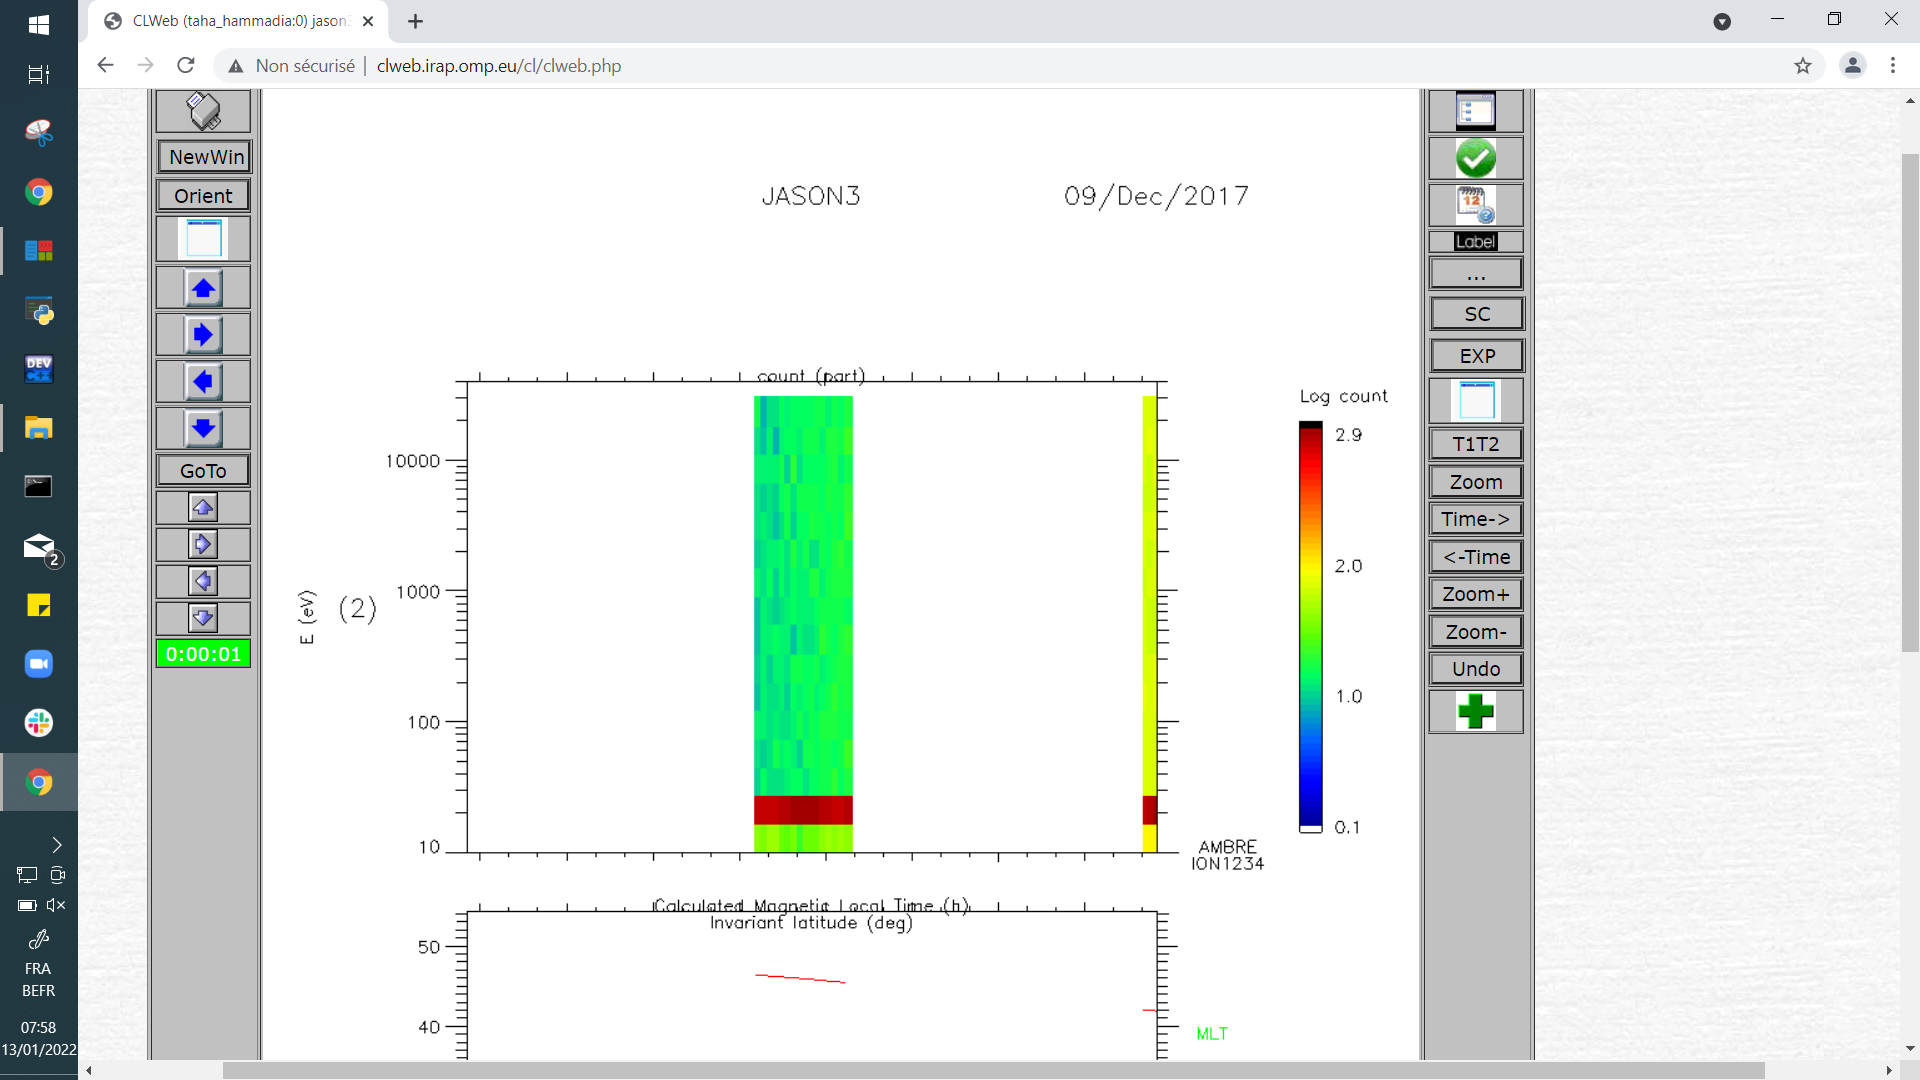 CLWeb (taha_hammadia:0) jason
Non sécurisé | clweb.irap.omp.eu/cl/clweb.php
NewWin
Orient
GoTo
0:00:01
JASON3 09/Dec/2017
count (part)
10000
1000
100
10
E (eV) (2)
Log count
2.9
2.0
1.0
0.1
AMBRE
ION1234
Calculated Magnetic Local Time (h)
Invariant latitude (deg)
50
40
MLT
12
Label
...
SC
EXP
T1T2
Zoom
Time->
<-Time
Zoom+
Zoom-
Undo
DEV
C++
2
FRA
BEFR
07:58
13/01/2022